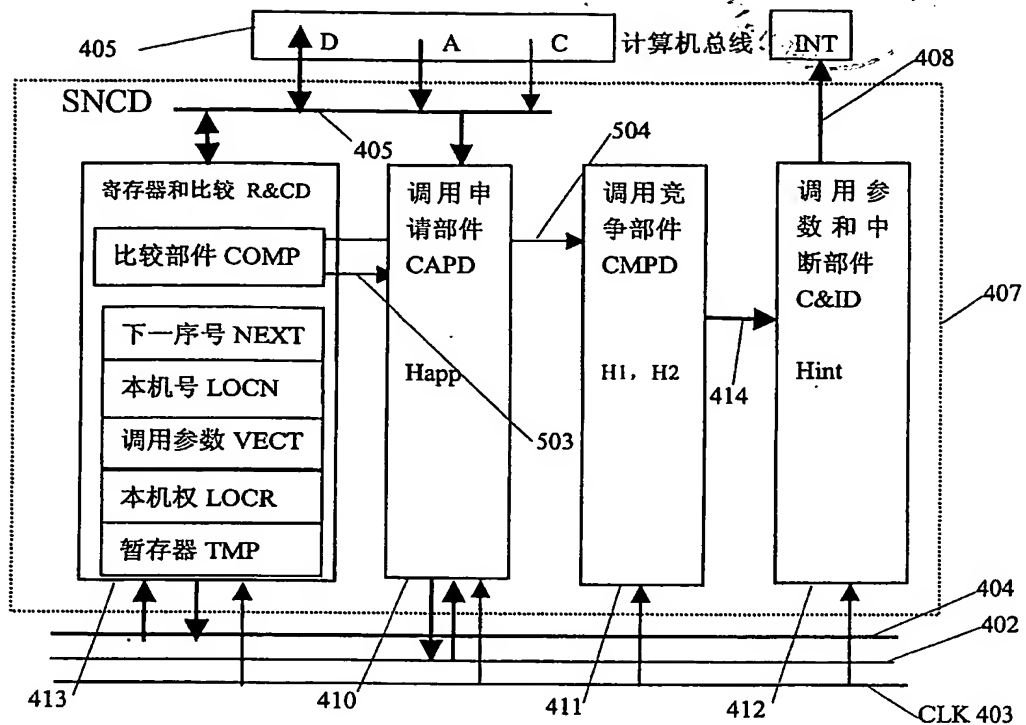 405
D A C
计算机总线
INT
408
SNCD
405
504
寄存器和比较 R&CD
比较部件 COMP
下一序号 NEXT
本机号 LOCN
调用参数 VECT
本机权 LOCR
暂存器 TMP
调用申
请部件
CAPD
Happ
503
调用竞
争部件
CMPD
H1，H2
414
调用参
数和中
断部件
C&ID
Hint
407
404
402
413
410
411
412
CLK 403